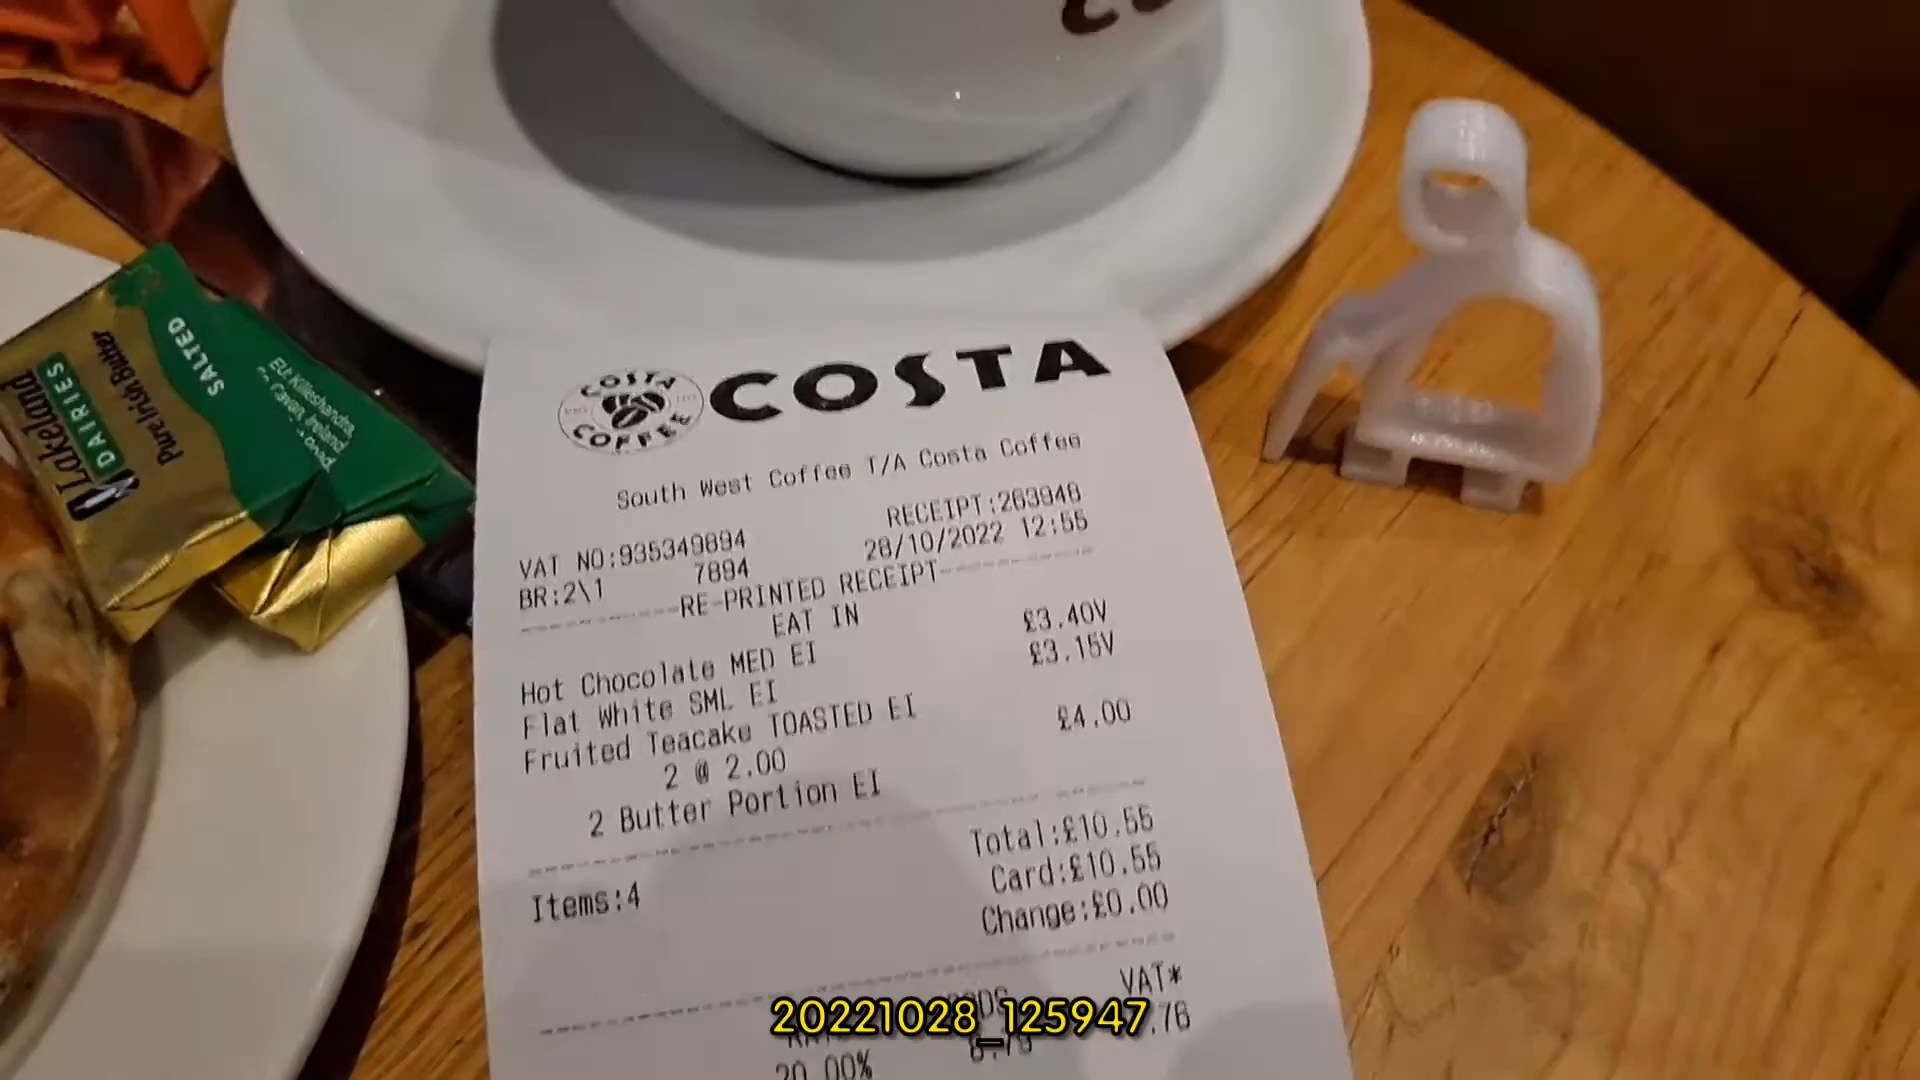 CO
Lakeland
DAIRIES
Pure Irish Butter
SALTED
COSTA
COFFEE
COSTA
South West Coffee T/A Costa Coffee
RECEIPT:263948
VAT NO:935349894
28/10/2022 12:55
BR:2\1 7894
------RE-PRINTED RECEIPT------
EAT IN
Hot Chocolate MED EI £3.40V
Flat White SML EI £3.15V
Fruited Teacake TOASTED EI
2 @ 2.00 £4.00
2 Butter Portion EI
Total:£10.55
Items:4
Card:£10.55
Change:£0.00
VAT*
20.00%
.76
20221028_125947